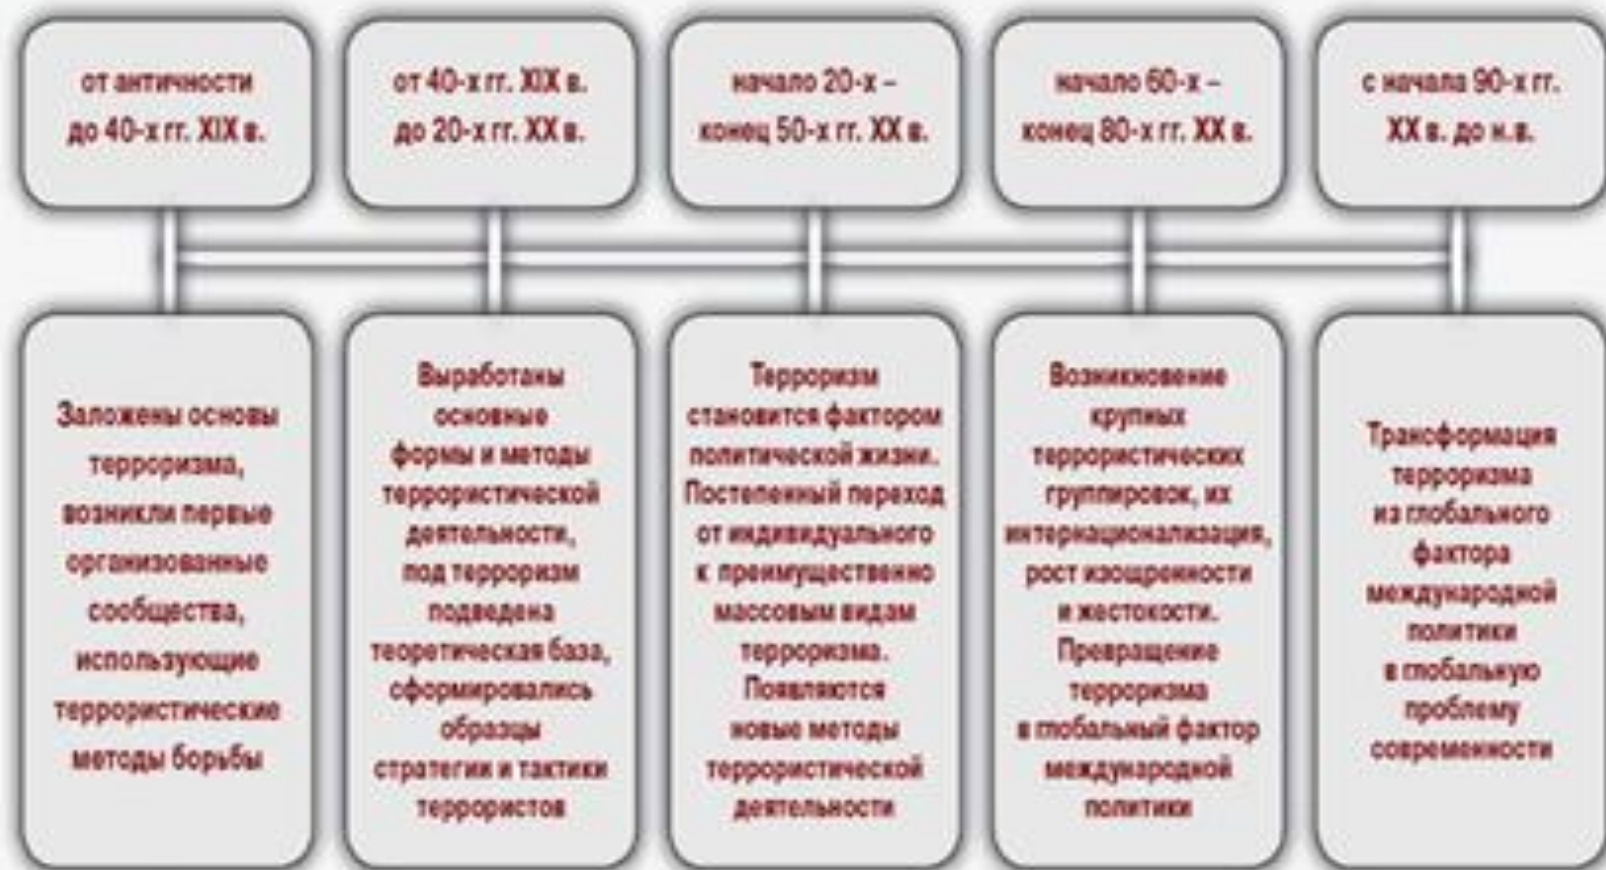 от античности
до 40-х гг. XIX в.
от 40-х гг. XIX в.
до 20-х гг. XX в.
начало 20-х –
конец 50-х гг. XX в.
начало 60-х –
конец 80-х гг. XX в.
с начала 90-х гг.
XX в. до н.в.
Заложены основы
терроризма,
возникли первые
организованные
сообщества,
использующие
террористические
методы борьбы
Выработаны
основные
формы и методы
террористической
деятельности,
под терроризм
подведена
теоретическая база,
сформировались
образцы
стратегии и тактики
террористов
Терроризм
становится фактором
политической жизни.
Постепенный переход
от индивидуального
к преимущественно
массовым видам
терроризма.
Появляются
новые методы
террористической
деятельности
Возникновение
крупных
террористических
группировок, их
интернационализация,
рост изощренности
и жестокости.
Превращение
терроризма
в глобальный фактор
международной
политики
Трансформация
терроризма
из глобального
фактора
международной
политики
в глобальную
проблему
современности